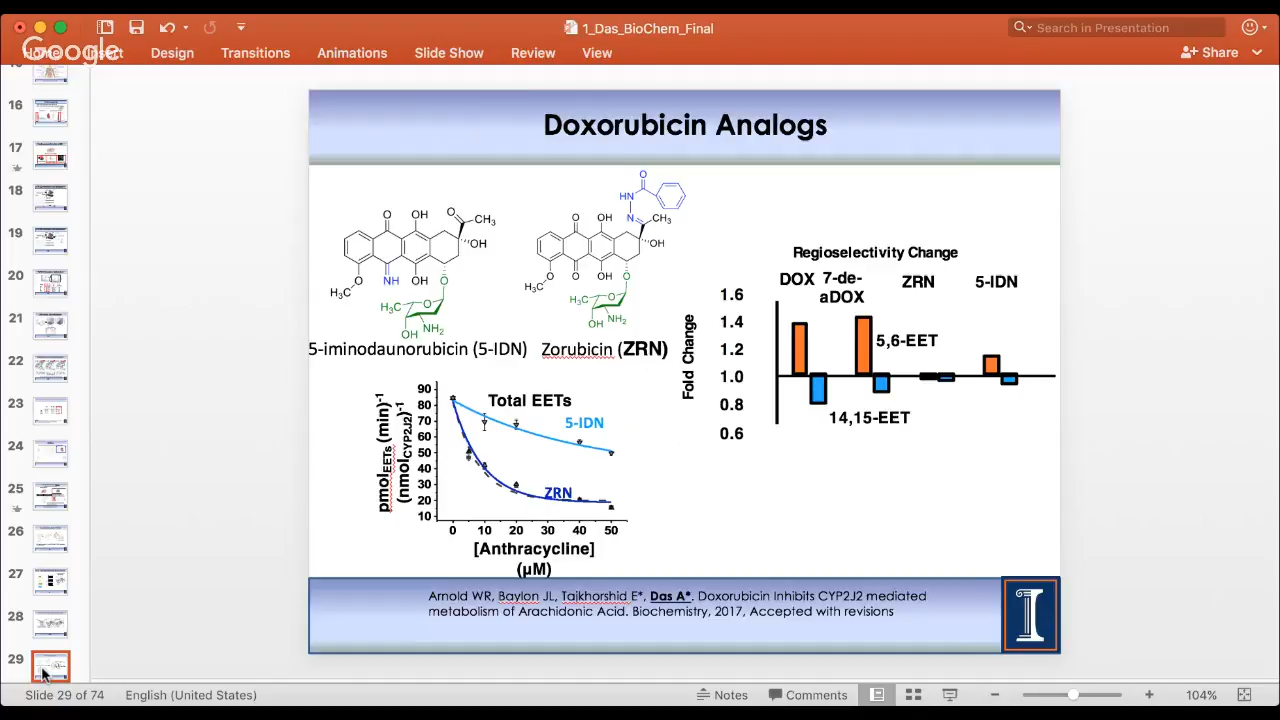 1_Das_BioChem_Final
Search in Presentation
Google
Home Insert Design Transitions Animations Slide Show Review View
Share
16
17
18
19
20
21
22
23
24
25
26
27
28
29
Doxorubicin Analogs
O OH O CH₃
OH
NH OH O
O
H₃C
H₃C O
OH NH₂
5-iminodaunorubicin (5-IDN)
O
HN
N
CH₃
O OH
OH
O OH O
O
H₃C
H₃C O
OH NH₂
Zorubicin (ZRN)
Total EETs
5-IDN
ZRN
pmolEETs (min)-1
(nmolCYP2J2)-1
90
80
70
60
50
40
30
20
10
0 10 20 30 40 50
[Anthracycline]
(µM)
Regioselectivity Change
DOX 7-de-
aDOX
ZRN 5-IDN
Fold Change
1.6
1.4
1.2
1.0
0.8
0.6
5,6-EET
14,15-EET
Arnold WR, Baylon JL, Tajkhorshid E*, Das A*. Doxorubicin Inhibits CYP2J2 mediated
metabolism of Arachidonic Acid. Biochemistry, 2017, Accepted with revisions
I
Slide 29 of 74 English (United States) Notes Comments 104%